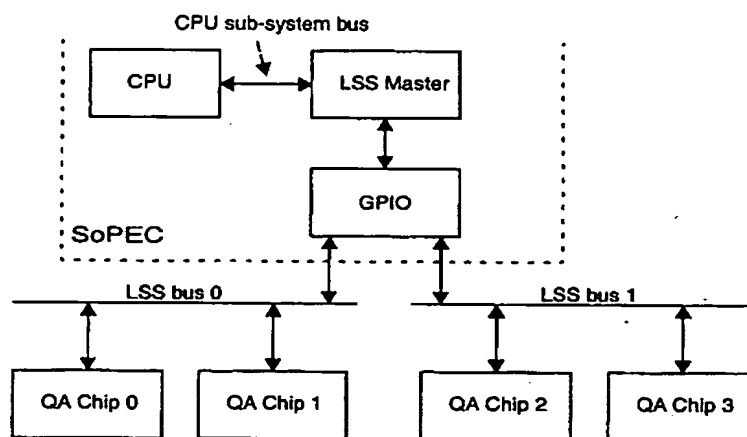 CPU sub-system bus
CPU
LSS Master
GPIO
SoPEC
LSS bus 0
LSS bus 1
QA Chip 0
QA Chip 1
QA Chip 2
QA Chip 3